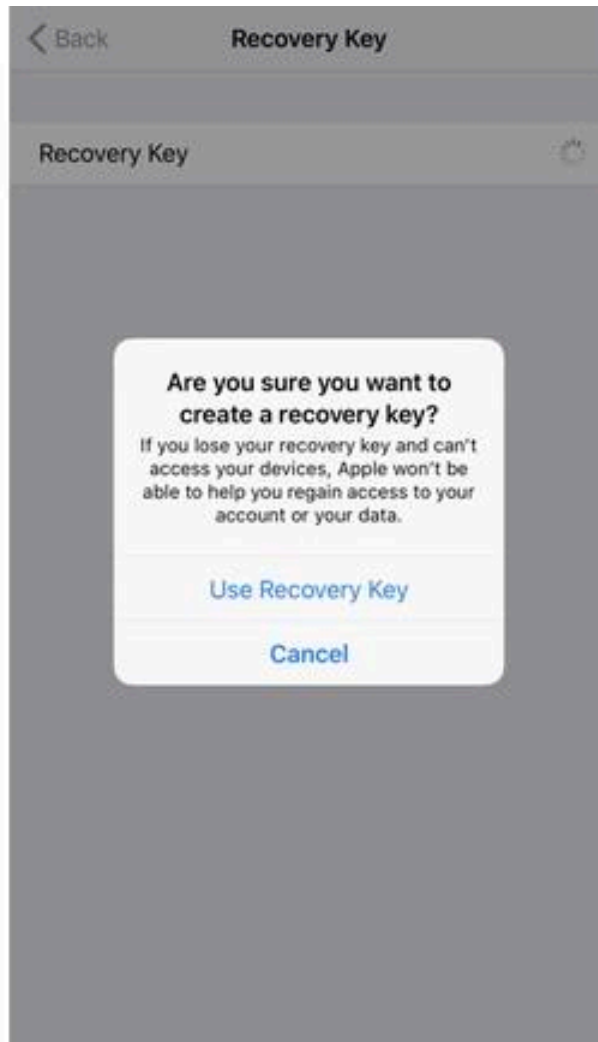 Back
Recovery Key
Recovery Key
Are you sure you want to
create a recovery key?
If you lose your recovery key and can't
access your devices, Apple won't be
able to help you regain access to your
account or your data.
Use Recovery Key
Cancel